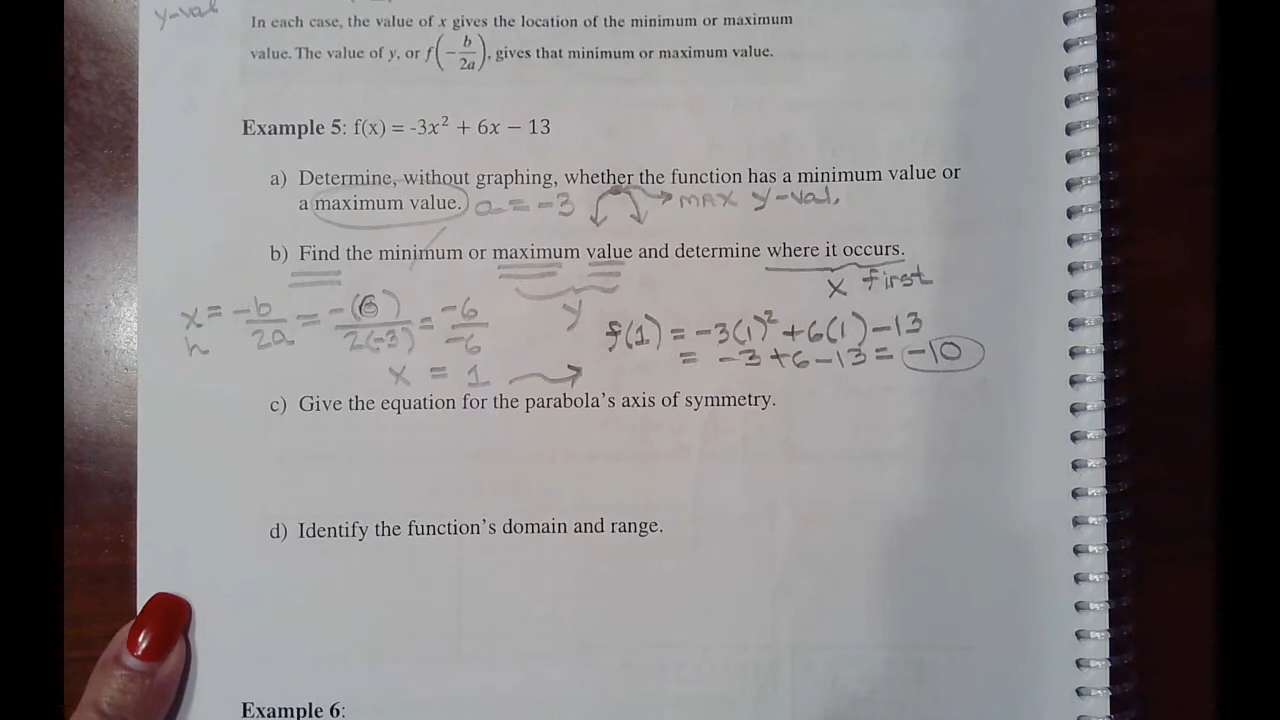 y-val
In each case, the value of x gives the location of the minimum or maximum
value. The value of y, or f(-b/2a), gives that minimum or maximum value.
Example 5: f(x) = -3x² + 6x − 13
a) Determine, without graphing, whether the function has a minimum value or
a maximum value. a = -3 → MAX y-val.
b) Find the minimum or maximum value and determine where it occurs.
x first
y
x = -b/2a = -(6)/2(-3) = -6/-6
h
f(1) = -3(1)² + 6(1) - 13
= -3 + 6 - 13 = -10
x = 1 →
c) Give the equation for the parabola's axis of symmetry.
d) Identify the function's domain and range.
Example 6: